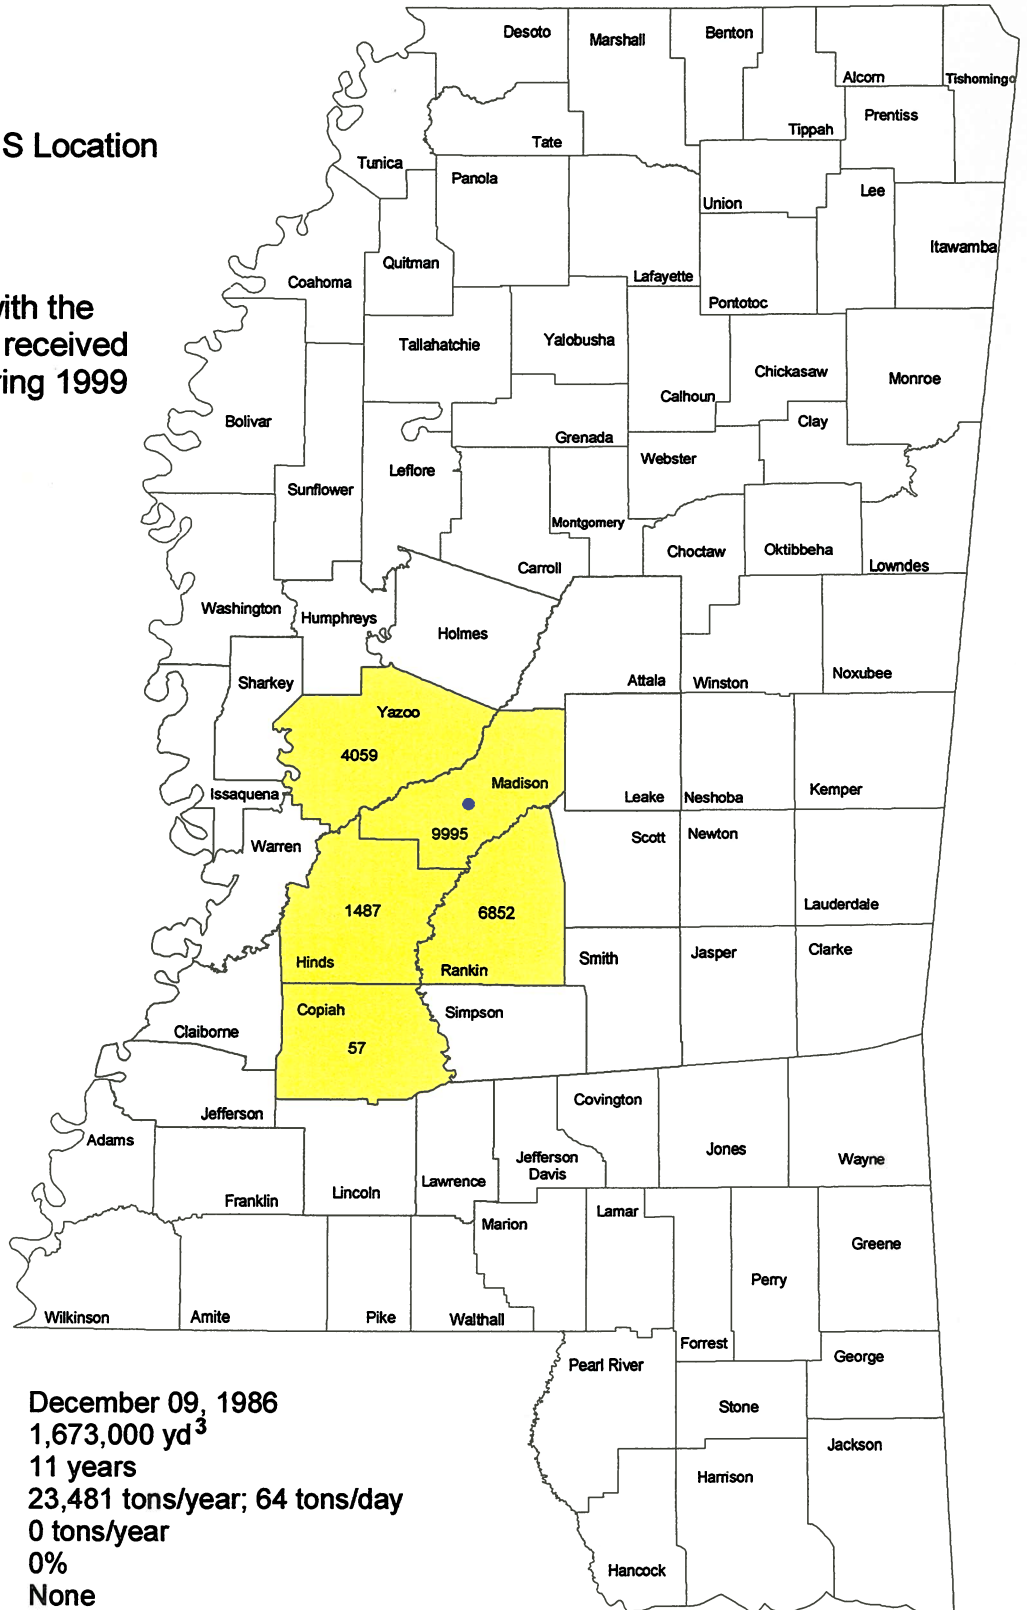 Desoto
Marshall
Benton
Alcorn
Tishomingo
Prentiss
Tippah
S Location
Tate
Tunica
Panola
Lee
Union
Itawamba
Quitman
Lafayette
Coahoma
Pontotoc
with the
received
Tallahatchie
Yalobusha
Chickasaw
Monroe
ring 1999
Calhoun
Bolivar
Clay
Grenada
Webster
Leflore
Sunflower
Montgomery
Choctaw
Oktibbeha
Carroll
Lowndes
Washington
Humphreys
Holmes
Attala
Winston
Noxubee
Sharkey
Yazoo
4059
Madison
Issaquena
Leake
Neshoba
Kemper
9995
Scott
Newton
Warren
1487
6852
Lauderdale
Hinds
Rankin
Smith
Jasper
Clarke
Copiah
Simpson
Claiborne
57
Covington
Jefferson
Adams
Jones
Jefferson
Davis
Wayne
Lawrence
Franklin
Lincoln
Marion
Lamar
Greene
Perry
Wilkinson
Amite
Pike
Walthall
Forrest
George
Pearl River
December 09, 1986
Stone
1,673,000 yd³
Jackson
11 years
Harrison
23,481 tons/year; 64 tons/day
0 tons/year
0%
Hancock
None